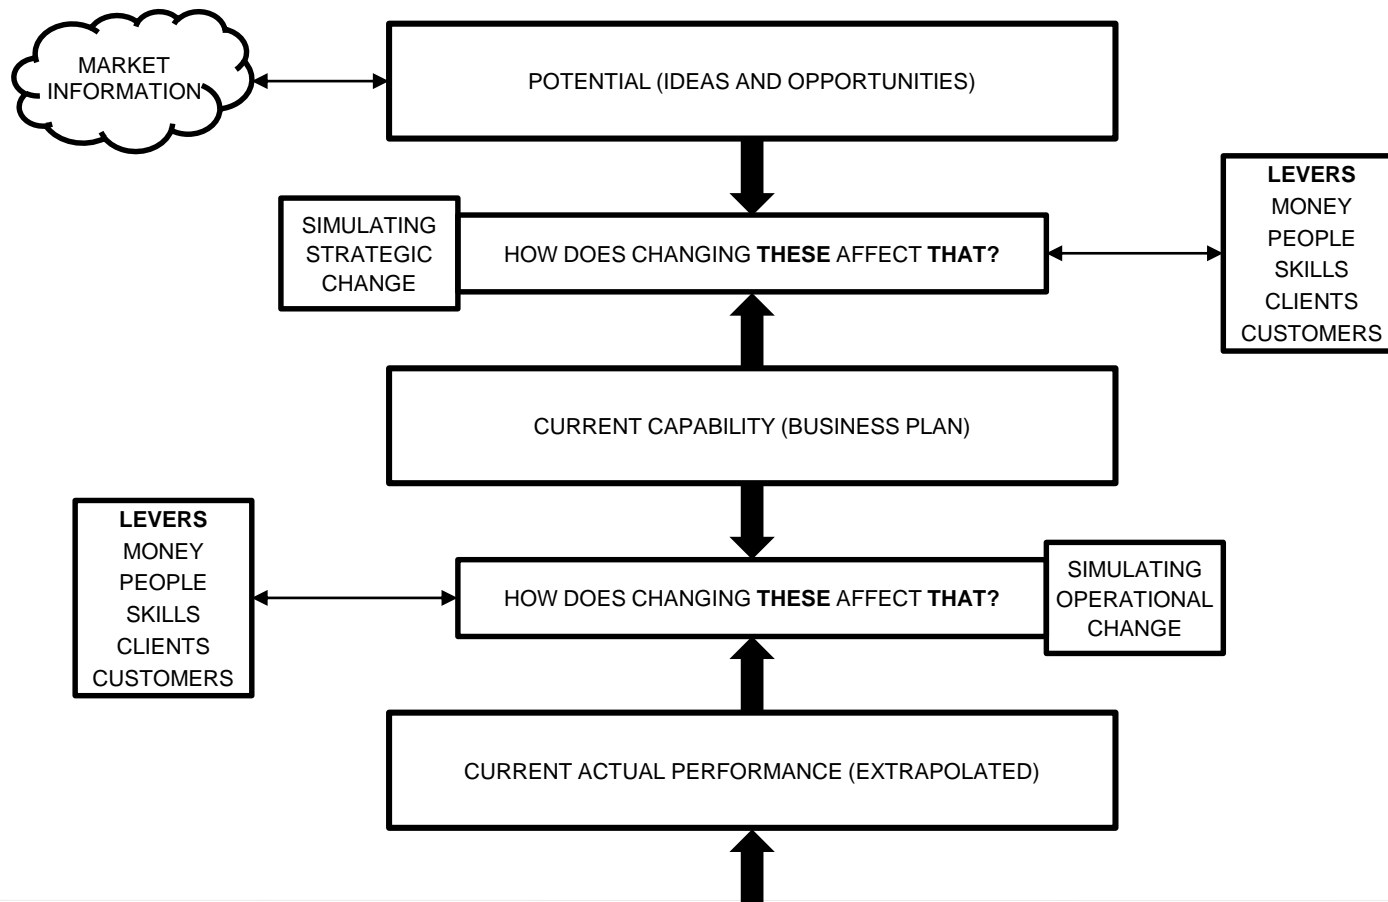 MARKET
INFORMATION
POTENTIAL (IDEAS AND OPPORTUNITIES)
SIMULATING
STRATEGIC
CHANGE
HOW DOES CHANGING THESE AFFECT THAT?
LEVERS
MONEY
PEOPLE
SKILLS
CLIENTS
CUSTOMERS
CURRENT CAPABILITY (BUSINESS PLAN)
LEVERS
MONEY
PEOPLE
SKILLS
CLIENTS
CUSTOMERS
HOW DOES CHANGING THESE AFFECT THAT?
SIMULATING
OPERATIONAL
CHANGE
CURRENT ACTUAL PERFORMANCE (EXTRAPOLATED)